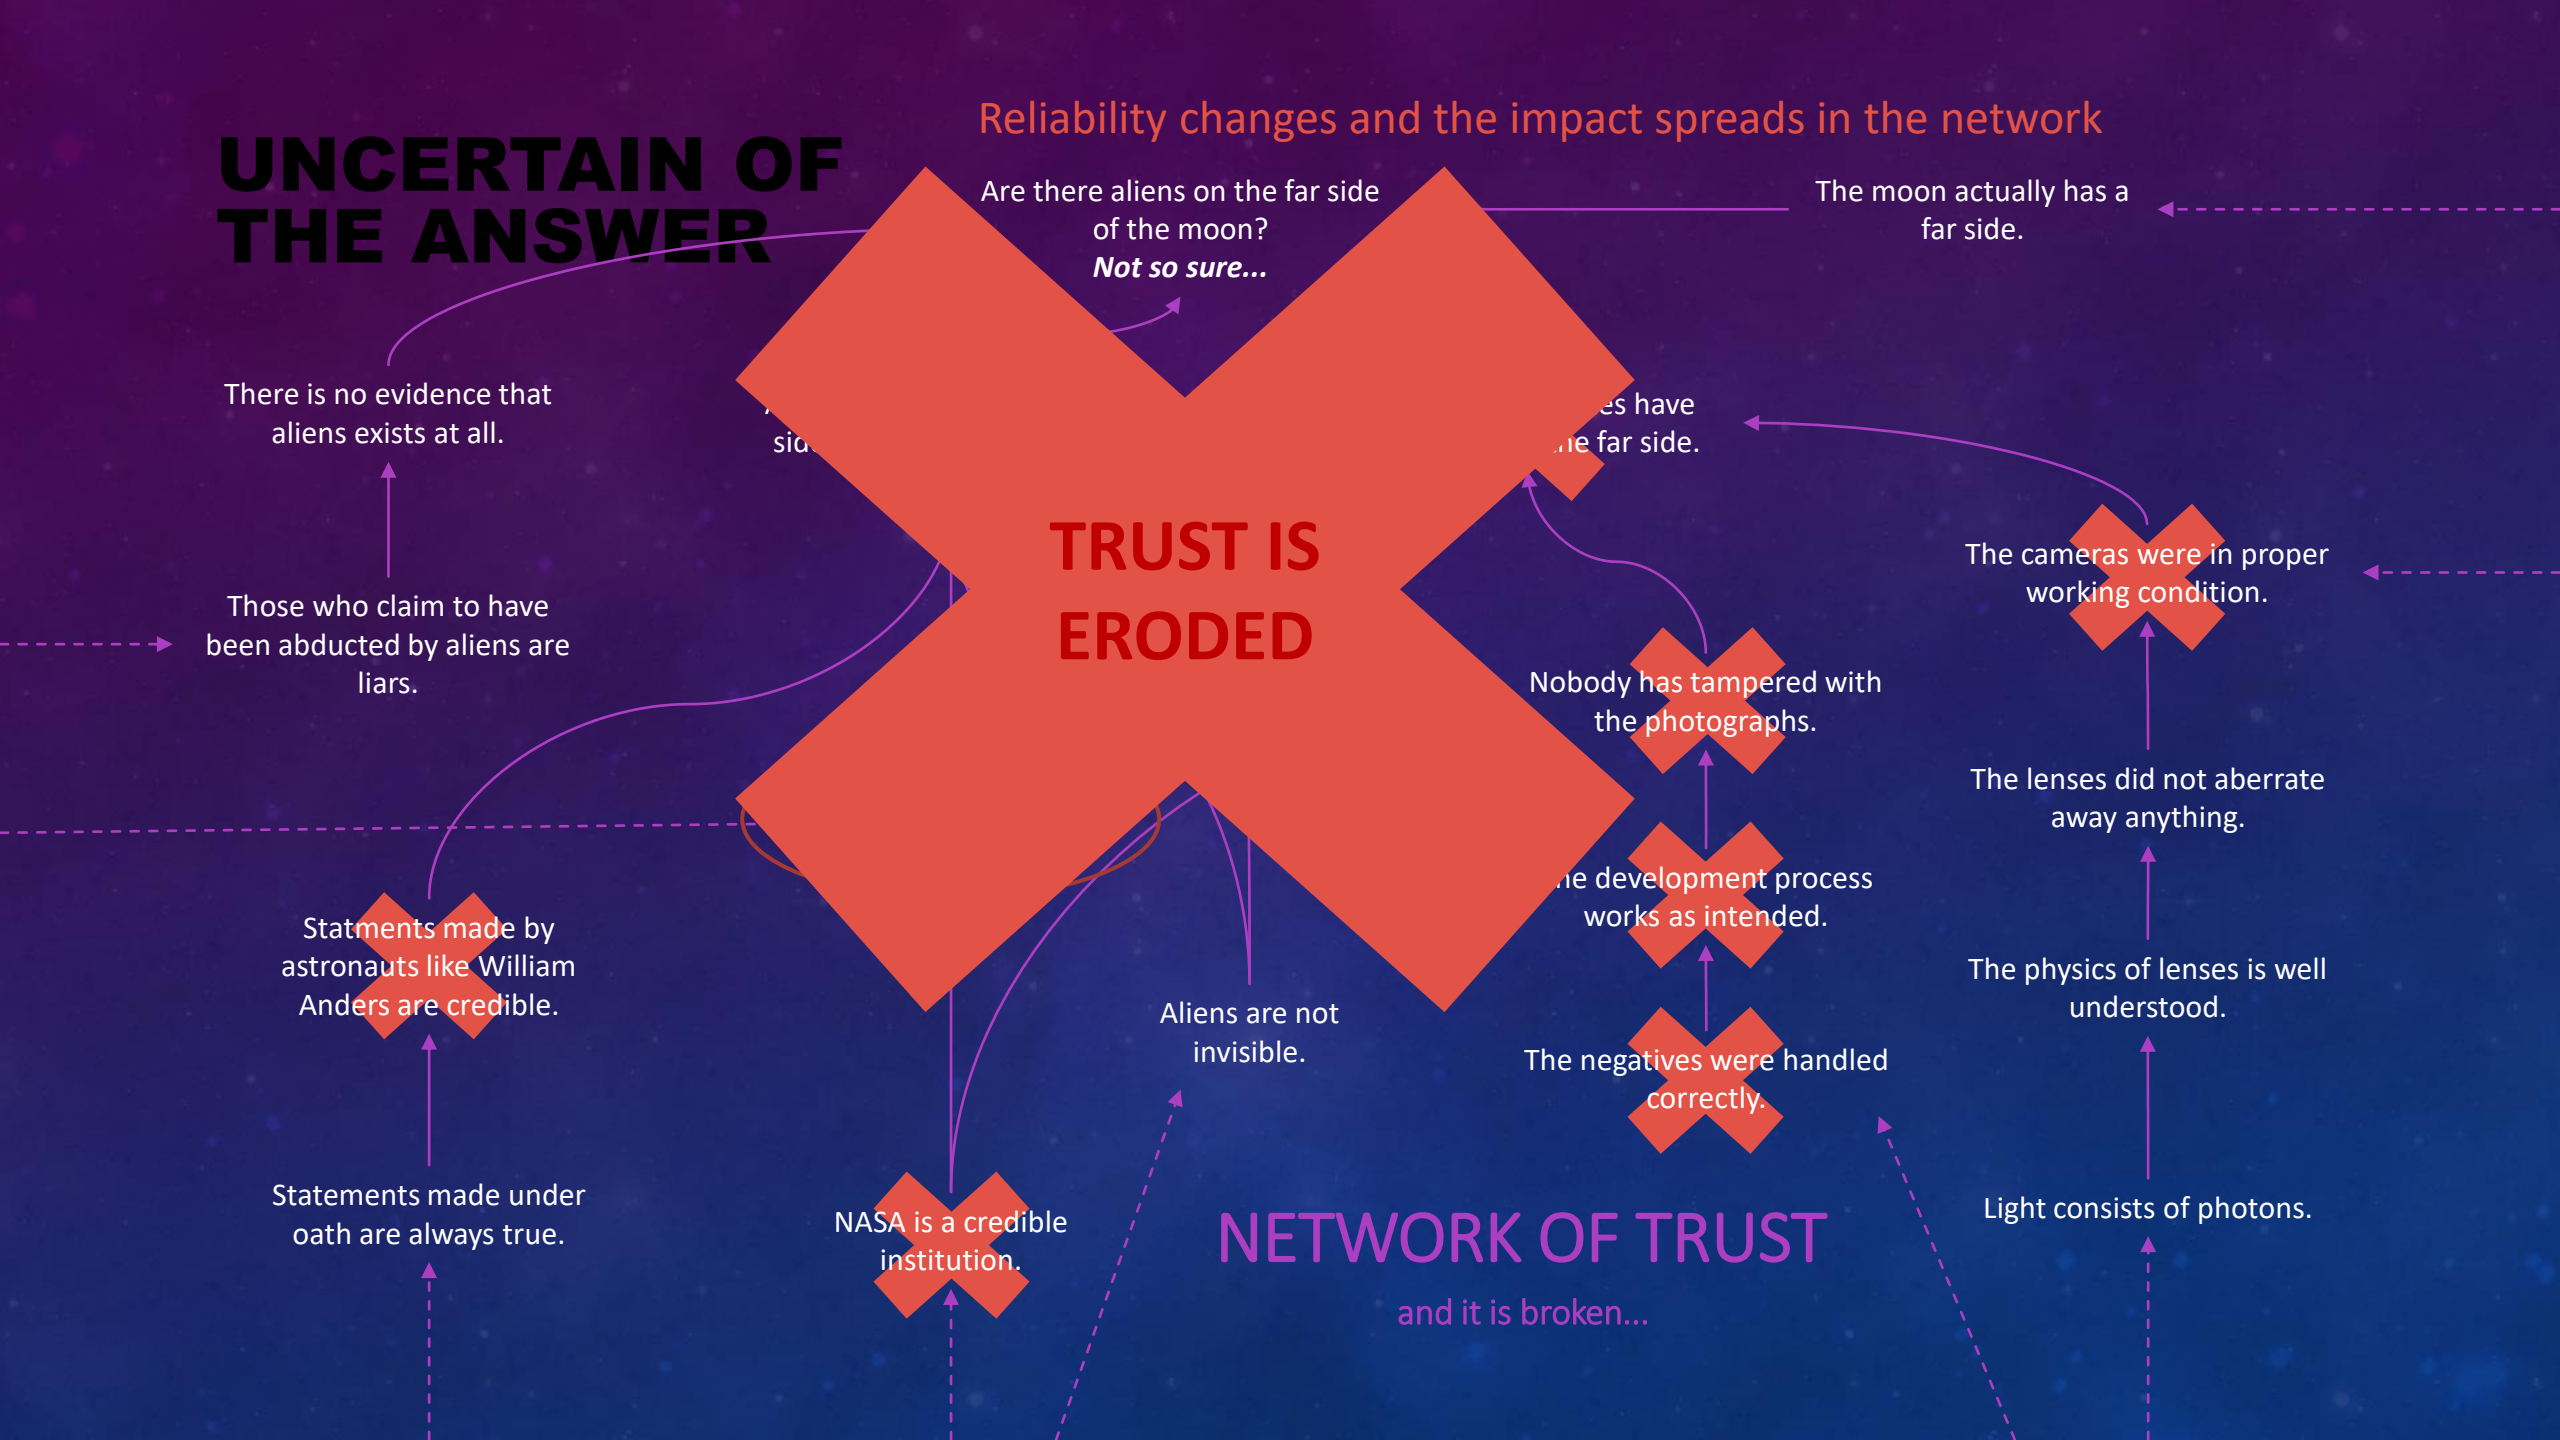 Reliability changes and the impact spreads in the network
UNCERTAIN OF
THE ANSWER
Are there aliens on the far side
of the moon?
Not so sure...
The moon actually has a
far side.
There is no evidence that
aliens exists at all.
have
far side.
TRUST IS
ERODED
The cameras were in proper
working condition.
Those who claim to have
been abducted by aliens are
liars.
Nobody has tampered with
the photographs.
The lenses did not aberrate
away anything.
development process
works as intended.
Statments made by
astronauts like William
Anders are credible.
The physics of lenses is well
understood.
Aliens are not
invisible.
The negatives were handled
correctly.
Statements made under
oath are always true.
NASA is a credible
institution.
NETWORK OF TRUST
and it is broken...
Light consists of photons.